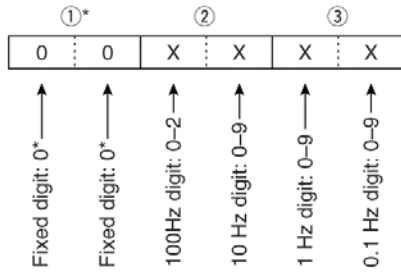 ①* ② ③
0 0 X X X X
Fixed digit: 0*
Fixed digit: 0*
100Hz digit: 0–2
10 Hz digit: 0–9
1 Hz digit: 0–9
0.1 Hz digit: 0–9